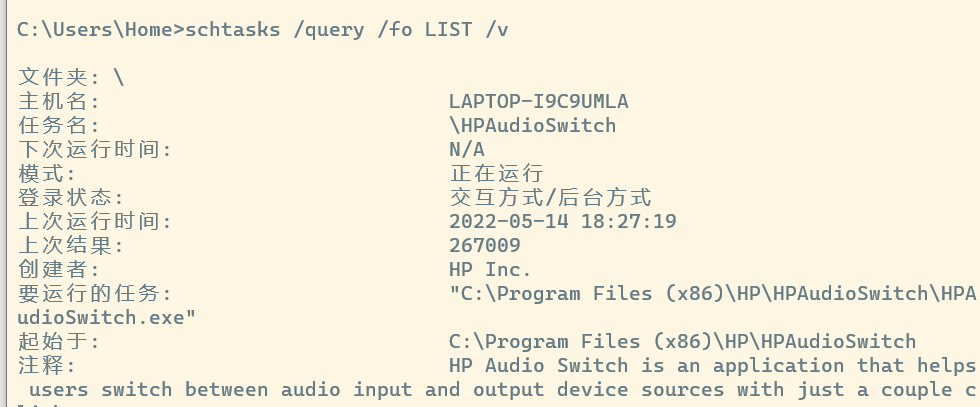 C:\Users\Home>schtasks /query /fo LIST /v
文件夹: \
主机名: LAPTOP-I9C9UMLA
任务名: \HPAudioSwitch
下次运行时间: N/A
模式: 正在运行
登录状态: 交互方式/后台方式
上次运行时间: 2022-05-14 18:27:19
上次结果: 267009
创建者: HP Inc.
要运行的任务: "C:\Program Files (x86)\HP\HPAudioSwitch\HPA
udioSwitch.exe"
起始于: C:\Program Files (x86)\HP\HPAudioSwitch
注释: HP Audio Switch is an application that helps
users switch between audio input and output device sources with just a couple c